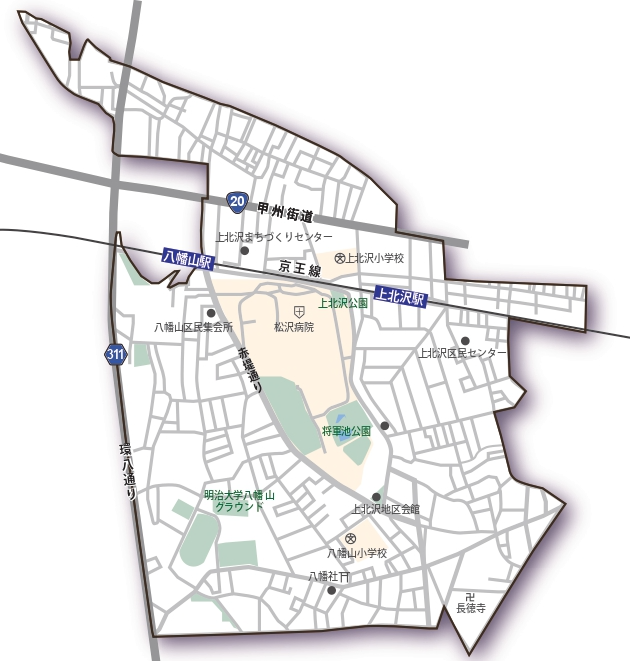 20
甲州街道
上北沢まちづくりセンター
八幡山駅
京王線
上北沢小学校
上北沢駅
上北沢公園
八幡山区民集会所
松沢病院
311
赤堤通り
上北沢区民センター
将軍池公園
環八通り
明治大学八幡山
グラウンド
上北沢地区会館
八幡山小学校
八幡社
長徳寺